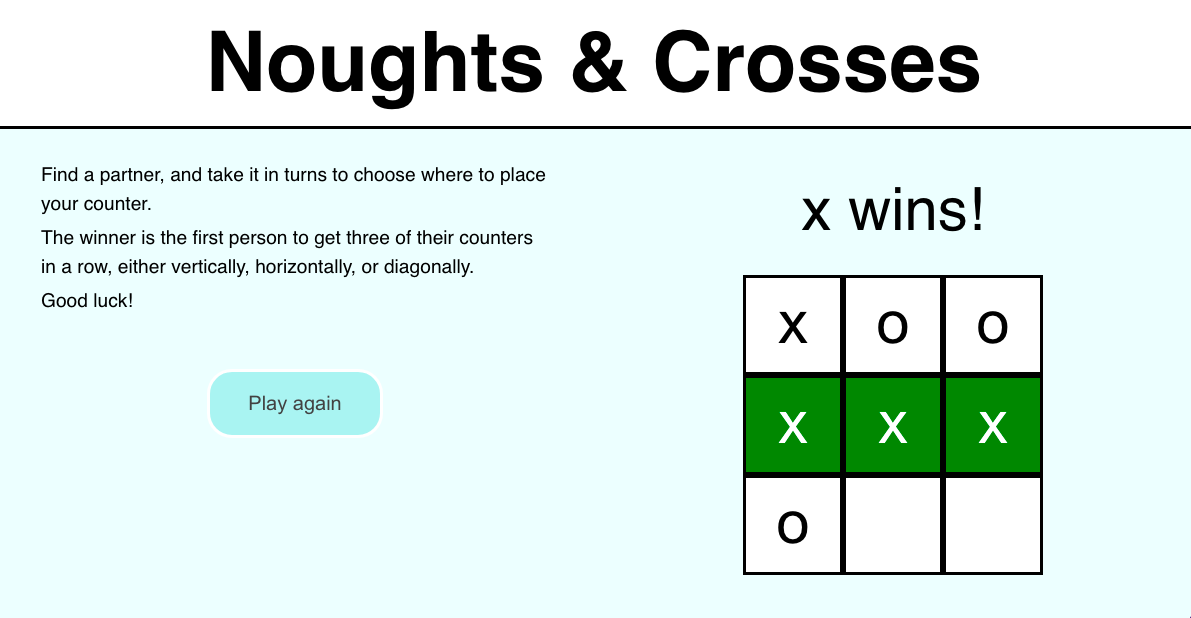 Noughts & Crosses
Find a partner, and take it in turns to choose where to place
your counter.
The winner is the first person to get three of their counters
in a row, either vertically, horizontally, or diagonally.
Good luck!
Play again
x wins!
x o o
x x x
o